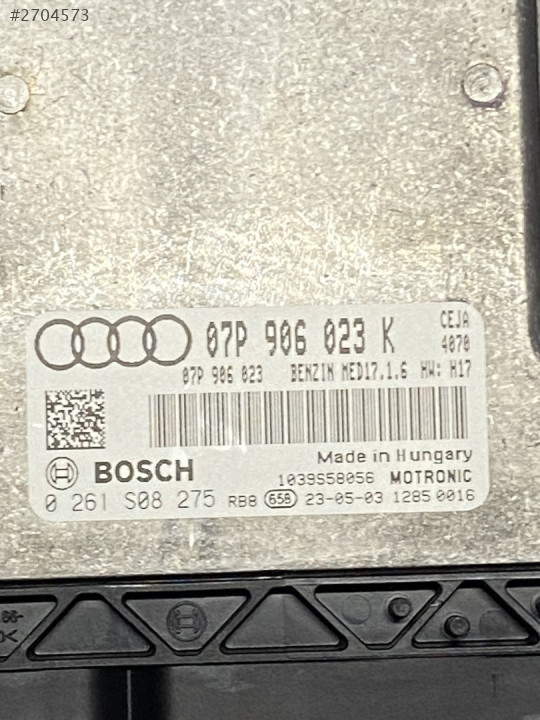 #2704573
07P 906 023 K CEJA
4070
07P 906 023 BENZIN MED17.1.6 HW: H17
Made in Hungary
BOSCH 1039S58056 MOTRONIC
0 261 S08 275 RB8 658 23-05-03 1285 0016